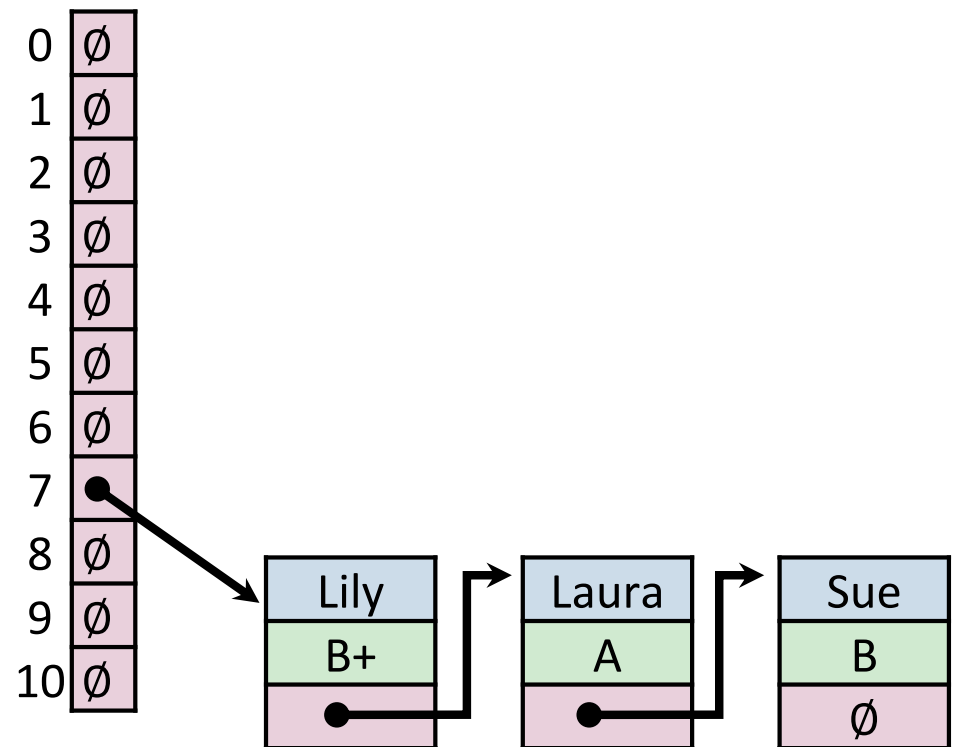 0 Ø
1 Ø
2 Ø
3 Ø
4 Ø
5 Ø
6 Ø
7
8 Ø
9 Ø
10 Ø
Lily
B+
Laura
A
Sue
B
Ø